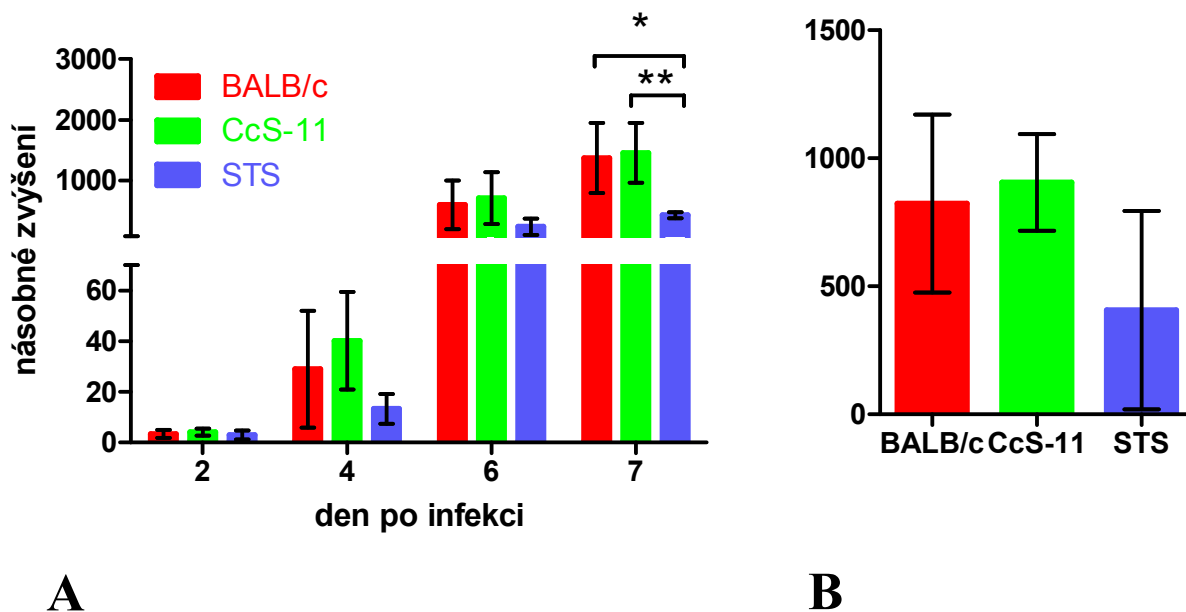 násobné zvýšení
3000
2000
1000
60
40
20
0
BALB/c
CcS-11
STS
*
**
2 4 6 7
den po infekci
A
1500
1000
500
0
BALB/c CcS-11 STS
B